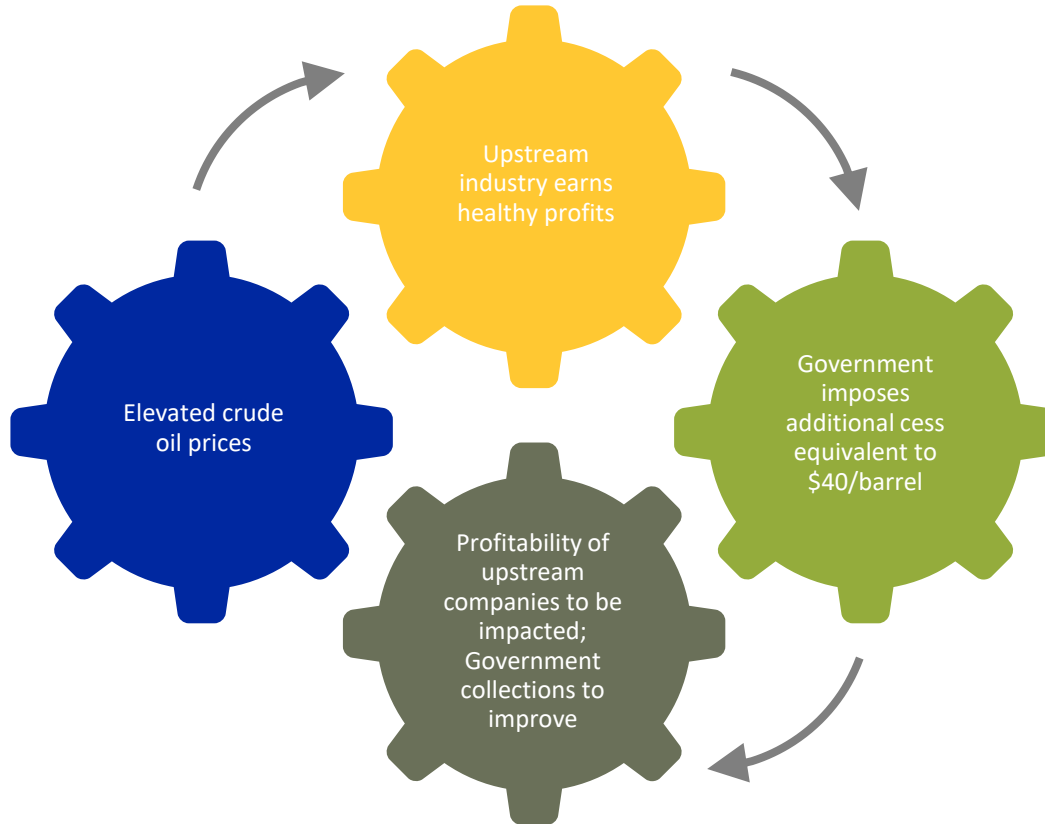 Elevated crude
oil prices
Upstream
industry earns
healthy profits
Government
imposes
additional cess
equivalent to
$40/barrel
Profitability of
upstream
companies to be
impacted;
Government
collections to
improve